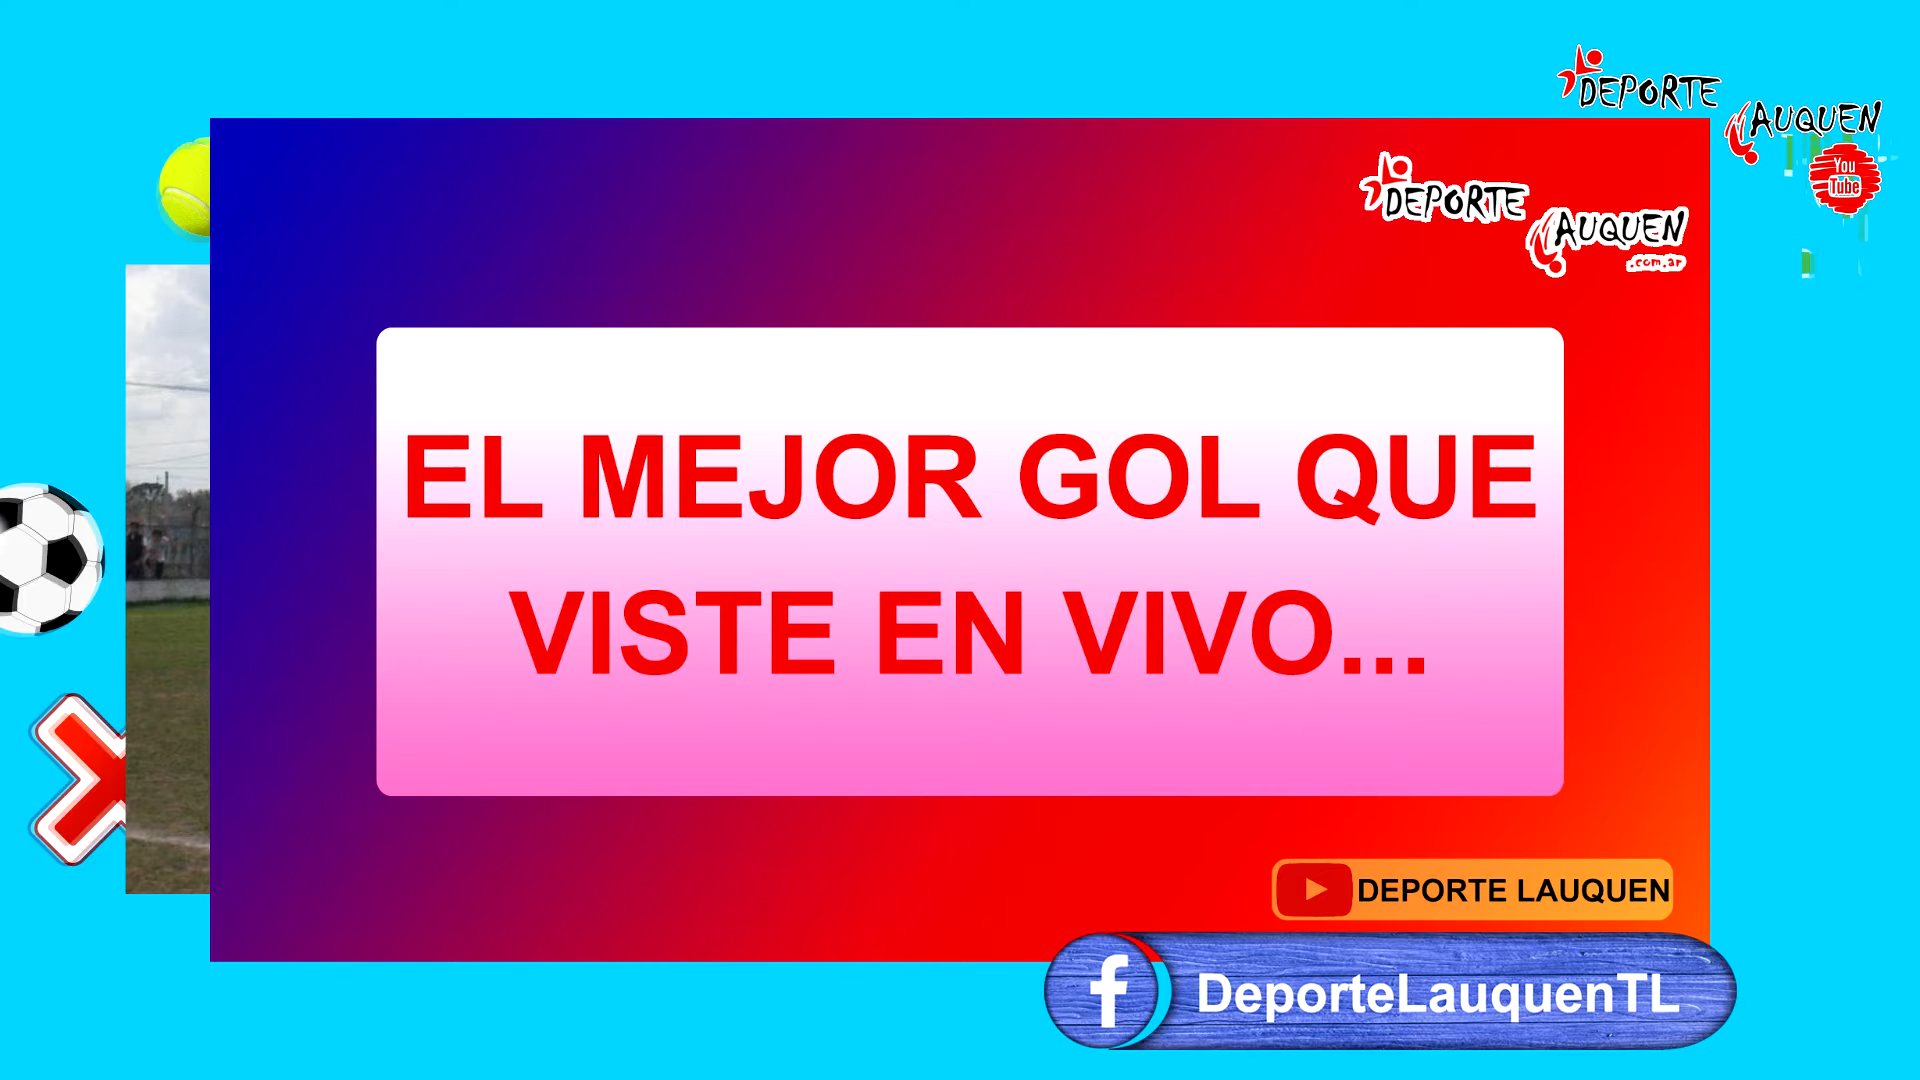 DEPORTE
LAUQUEN
You
Tube
DEPORTE
LAUQUEN
.com.ar
EL MEJOR GOL QUE
VISTE EN VIVO...
DEPORTE LAUQUEN
f DeporteLauquenTL